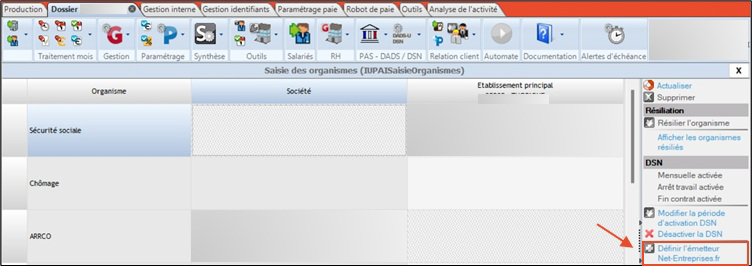 Production Dossier Gestion interne Gestion identifiants Paramétrage paie Robot de paie Outils Analyse de l'activité
DADS-U
DSN
Traitement mois Gestion Paramétrage Synthèse Outils Salariés RH PAS - DADS / DSN Relation client Automate Documentation Alertes d'échéance
Saisie des organismes (IUPAISaisieOrganismes) X
Organisme Société Etablissement principal
Sécurité sociale
Chômage
ARRCO
Actualiser
Supprimer
Résiliation
Résilier l'organisme
Afficher les organismes
résiliés
DSN
Mensuelle activée
Arrêt travail activée
Fin contrat activée
Modifier la période
d'activation DSN
Désactiver la DSN
Définir l'émetteur
Net-Entreprises.fr